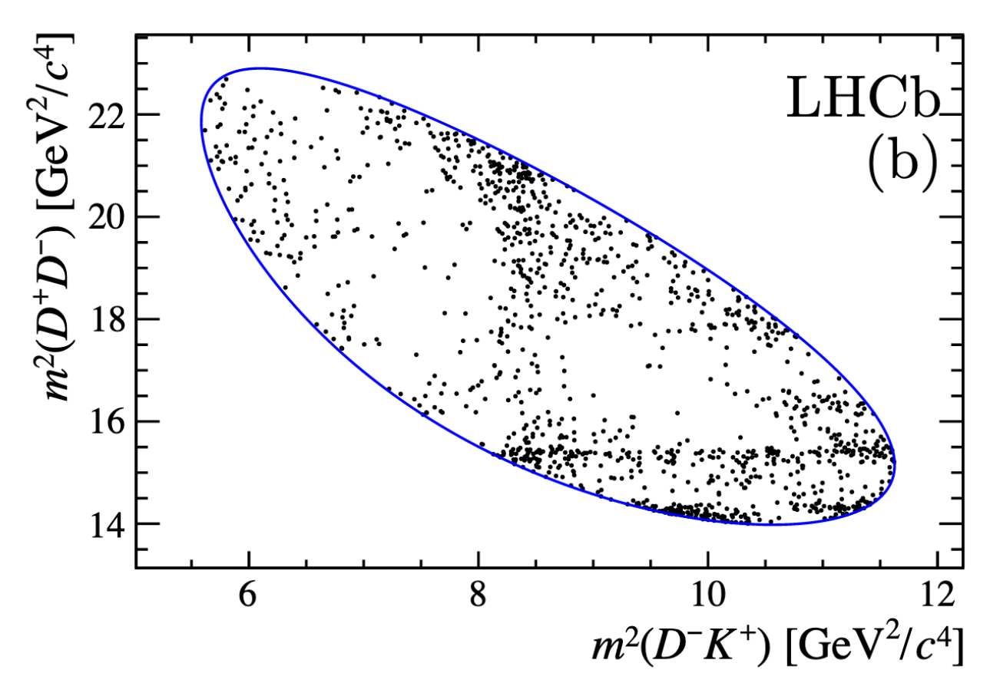 m²(D⁺D⁻) [GeV²/c⁴]
LHCb
(b)
22
20
18
16
14
6 8 10 12
m²(D⁻K⁺) [GeV²/c⁴]